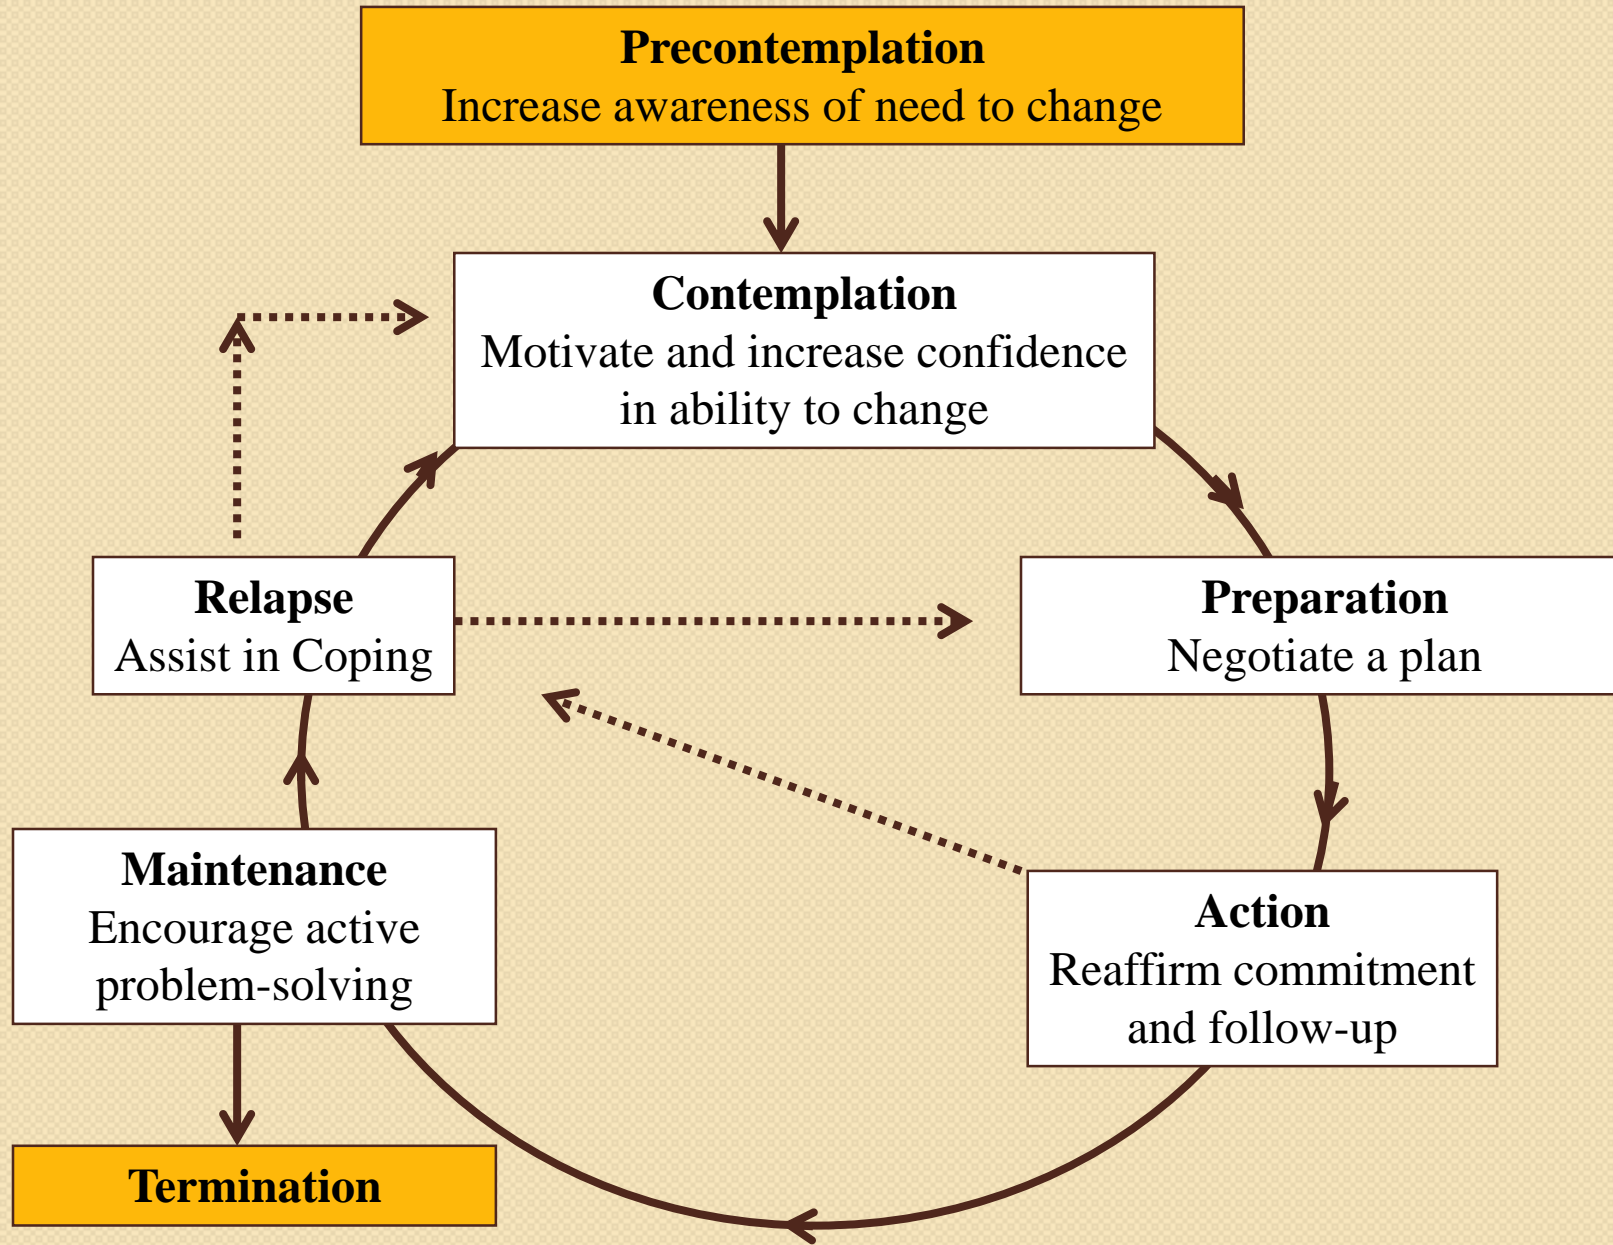 Precontemplation
Increase awareness of need to change
Contemplation
Motivate and increase confidence
in ability to change
Relapse
Assist in Coping
Preparation
Negotiate a plan
Maintenance
Encourage active
problem-solving
Action
Reaffirm commitment
and follow-up
Termination